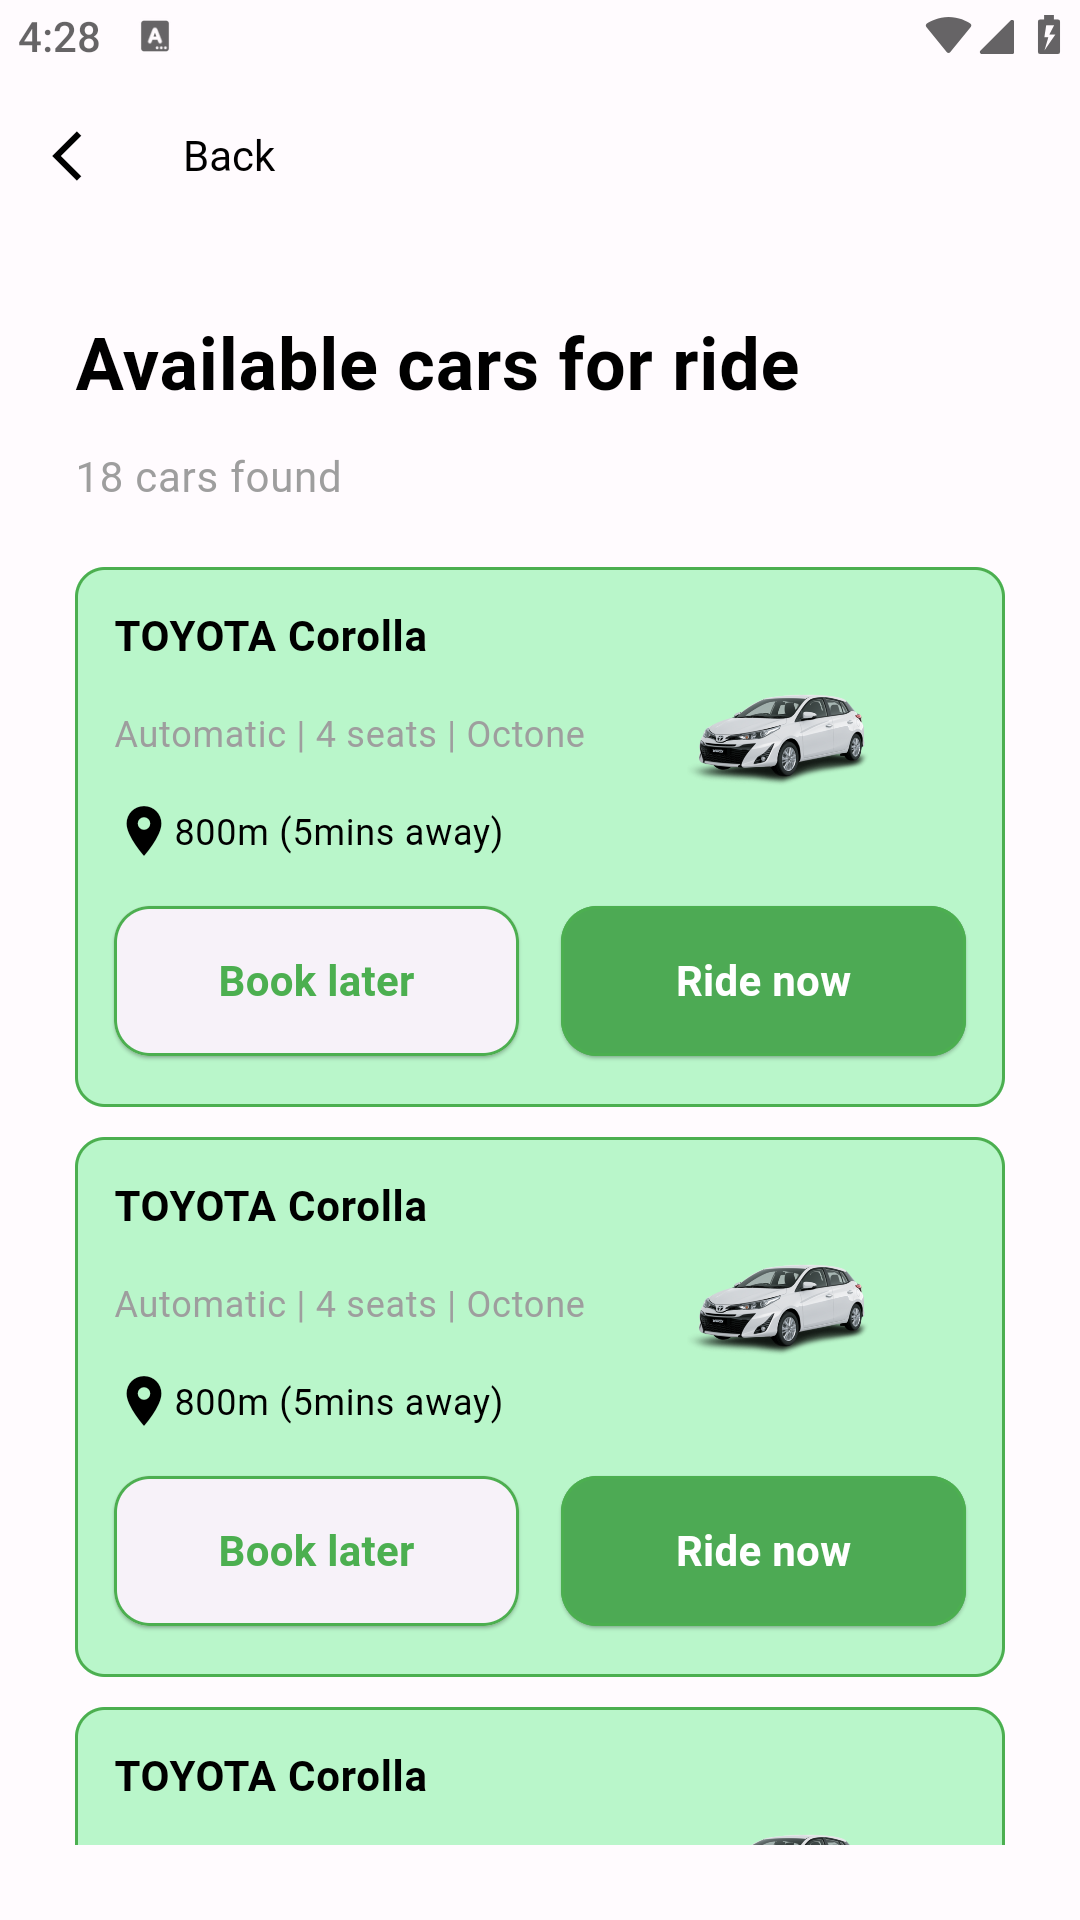 4:28
Back
Available cars for ride
18 cars found
TOYOTA Corolla
Automatic | 4 seats | Octone
800m (5mins away)
Book later
Ride now
TOYOTA Corolla
Automatic | 4 seats | Octone
800m (5mins away)
Book later
Ride now
TOYOTA Corolla